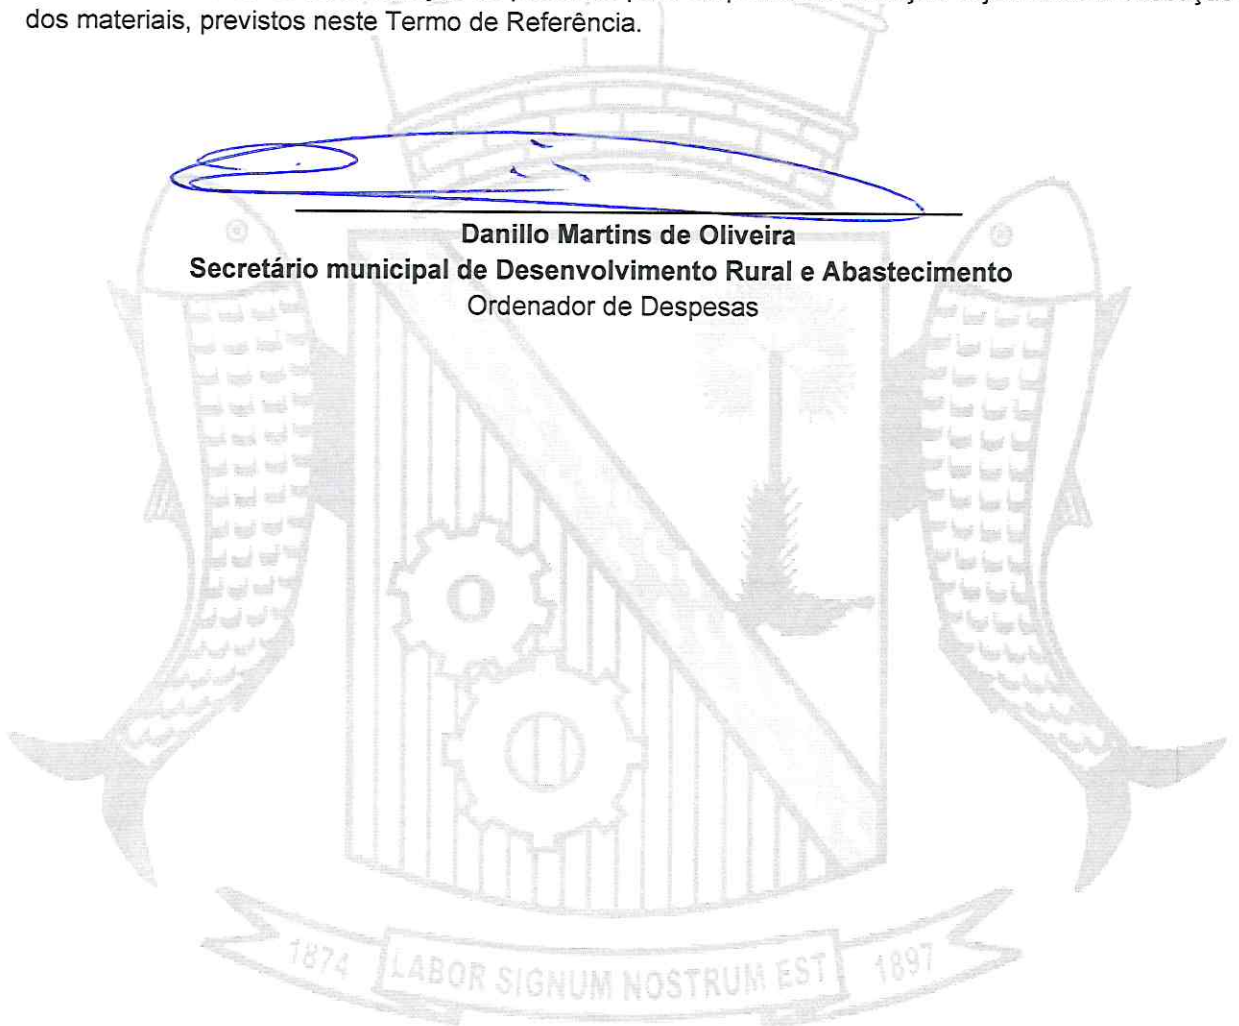 dos materiais, previstos neste Termo de Referência.
Danillo Martins de Oliveira
Secretário municipal de Desenvolvimento Rural e Abastecimento
Ordenador de Despesas
1874 LABOR SIGNUM NOSTRUM EST 1897